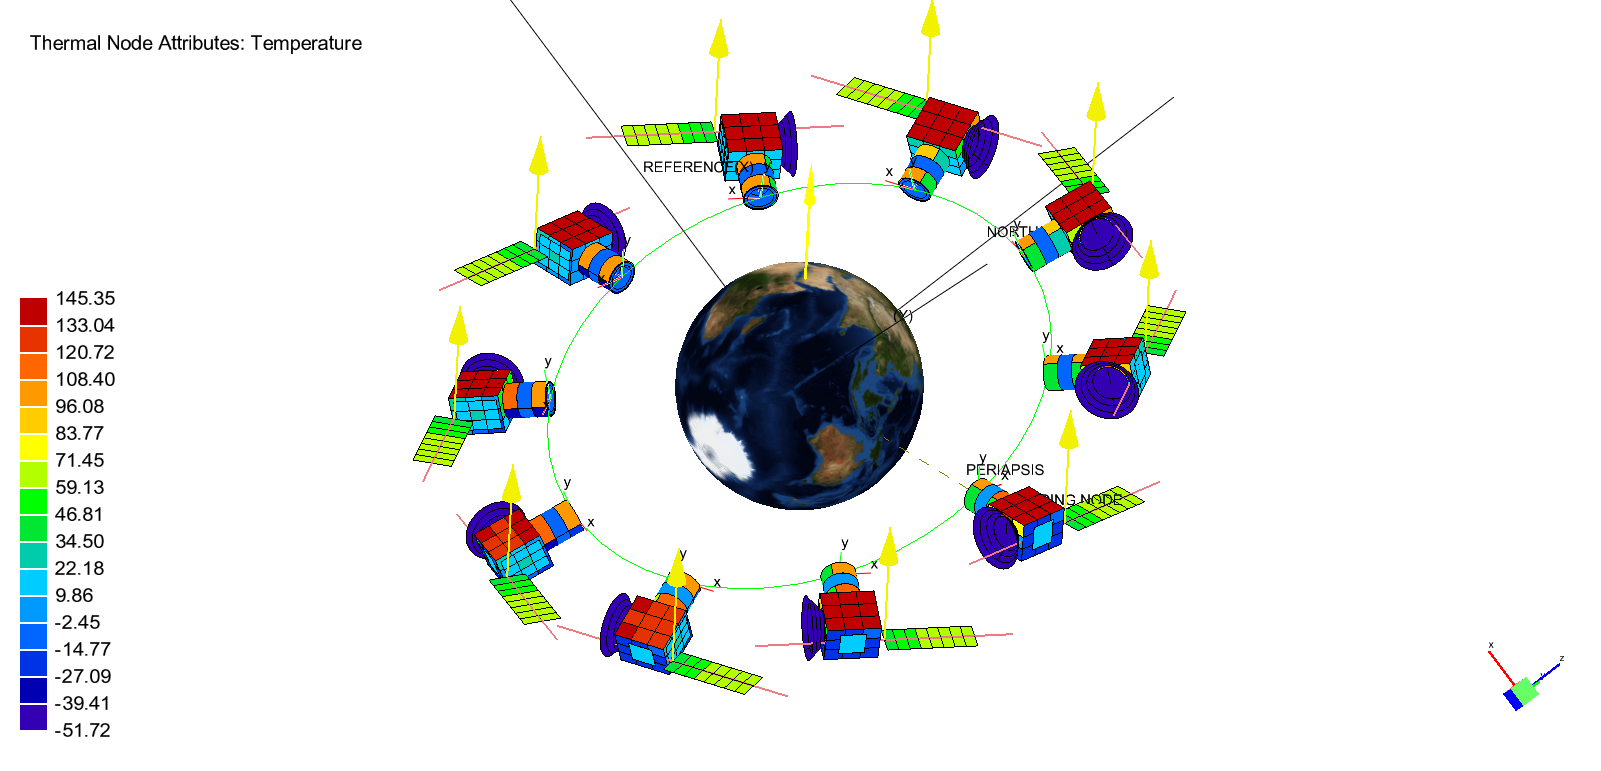 Thermal Node Attributes: Temperature
REFERENCE(X)
x
x
y
NORTH
y
x
(Y)
y
x
y
x
145.35
133.04
120.72
108.40
96.08
83.77
71.45
59.13
46.81
34.50
22.18
9.86
-2.45
-14.77
-27.09
-39.41
-51.72
y
x
PERIAPSIS
DING NODE
y
x
y
x
y
x
x
z